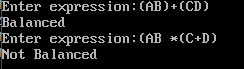 Enter expression:(AB)+(CD)
Balanced
Enter expression:(AB *(C+D)
Not Balanced